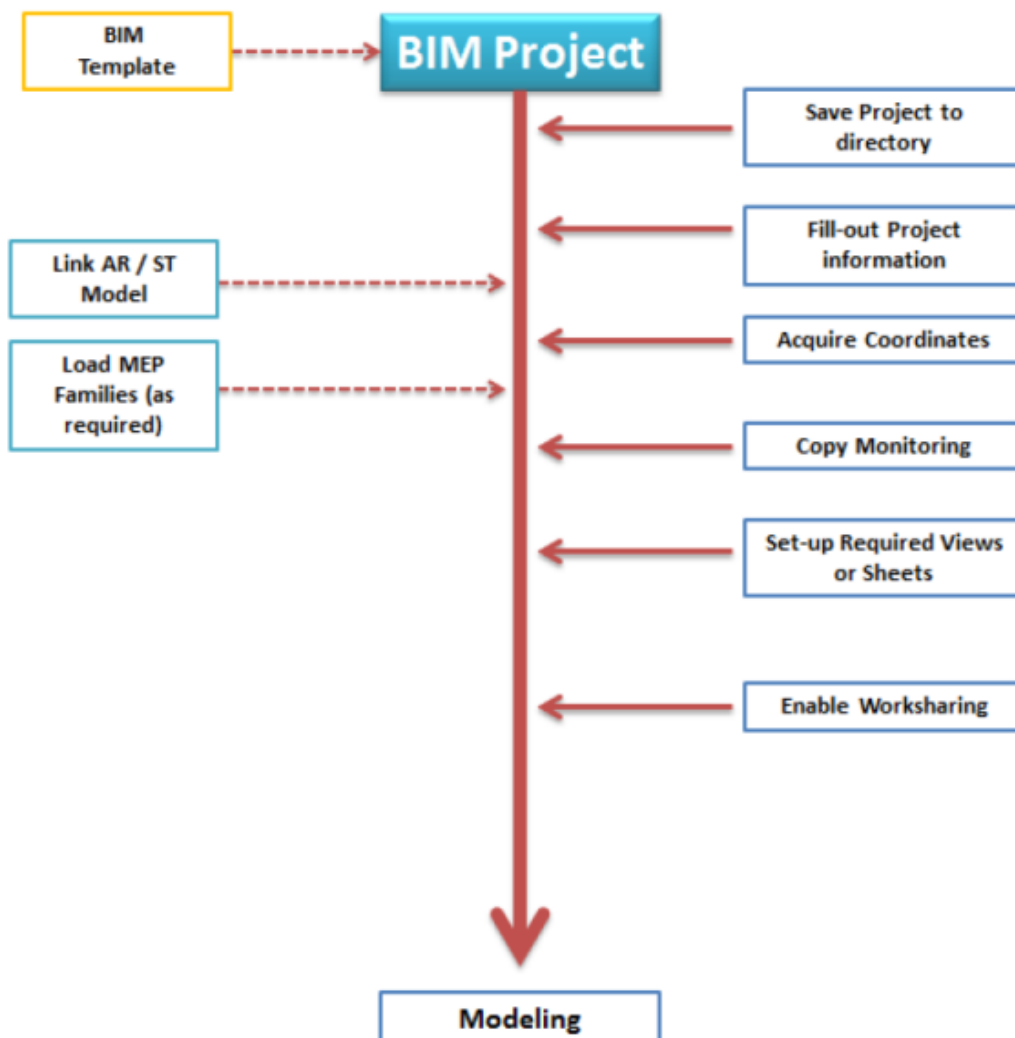 BIM
Template
BIM Project
Save Project to
directory
Fill-out Project
information
Link AR / ST
Model
Acquire Coordinates
Load MEP
Families (as
required)
Copy Monitoring
Set-up Required Views
or Sheets
Enable Worksharing
Modeling